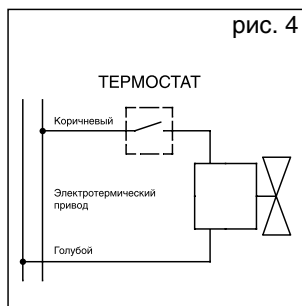 рис. 4
ТЕРМОСТАТ
Коричневый
Электротермический
привод
Голубой